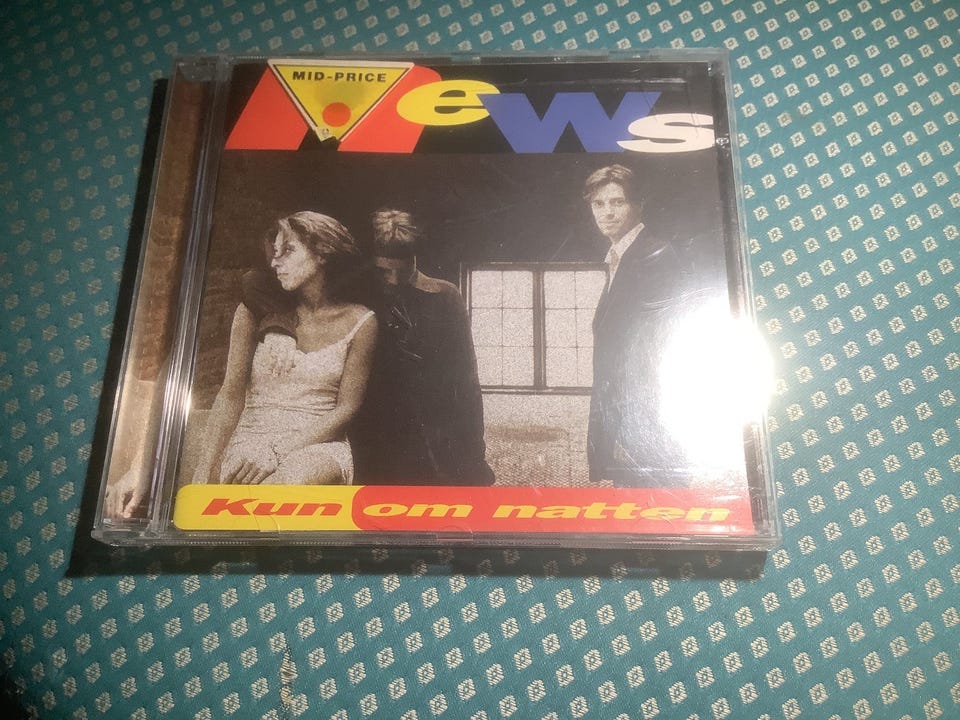 MID-PRICE
News
Kun om natten